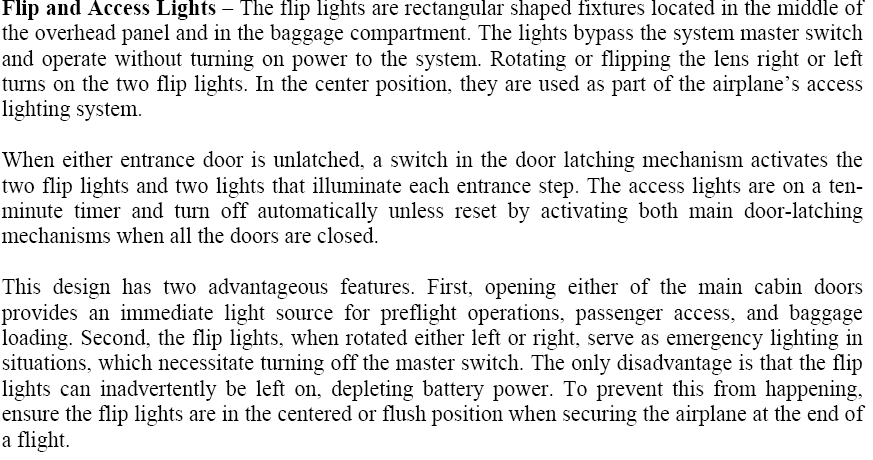 Flip and Access Lights – The flip lights are rectangular shaped fixtures located in the middle of
the overhead panel and in the baggage compartment. The lights bypass the system master switch
and operate without turning on power to the system. Rotating or flipping the lens right or left
turns on the two flip lights. In the center position, they are used as part of the airplane's access
lighting system.
When either entrance door is unlatched, a switch in the door latching mechanism activates the
two flip lights and two lights that illuminate each entrance step. The access lights are on a ten-
minute timer and turn off automatically unless reset by activating both main door-latching
mechanisms when all the doors are closed.
This design has two advantageous features. First, opening either of the main cabin doors
provides an immediate light source for preflight operations, passenger access, and baggage
loading. Second, the flip lights, when rotated either left or right, serve as emergency lighting in
situations, which necessitate turning off the master switch. The only disadvantage is that the flip
lights can inadvertently be left on, depleting battery power. To prevent this from happening,
ensure the flip lights are in the centered or flush position when securing the airplane at the end of
a flight.